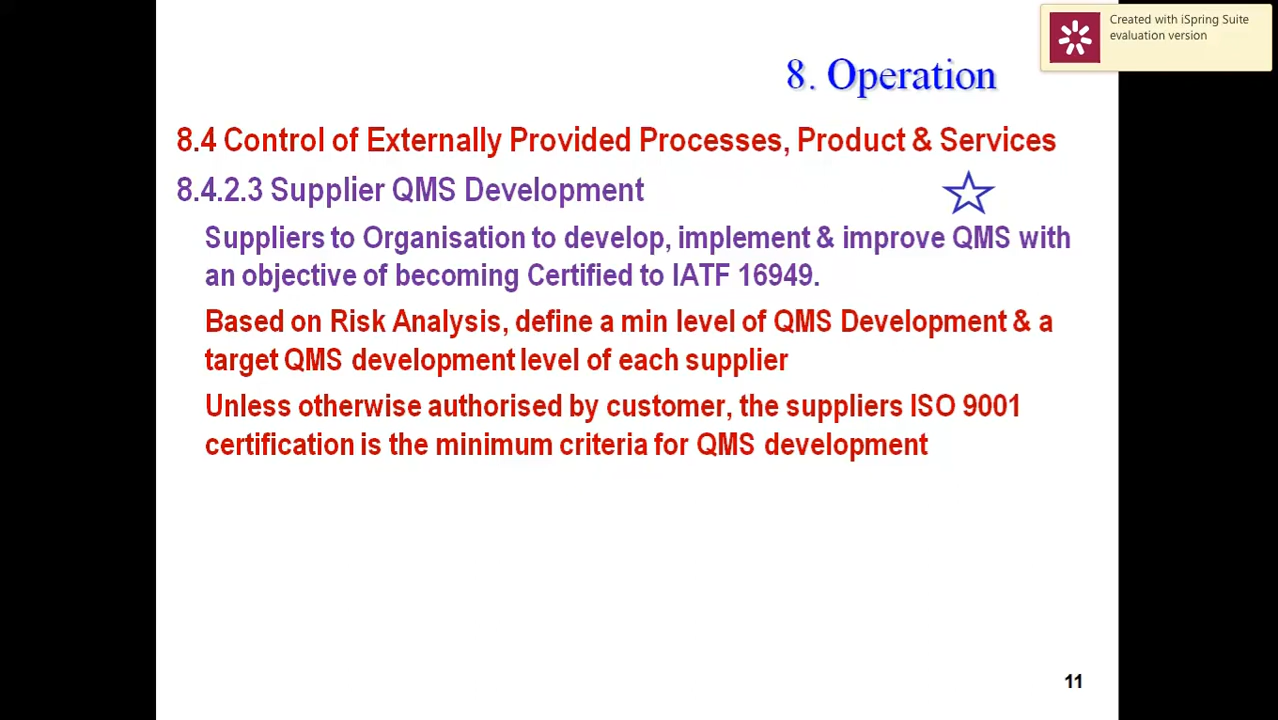 Created with iSpring Suite
evaluation version
8. Operation
8.4 Control of Externally Provided Processes, Product & Services
8.4.2.3 Supplier QMS Development
Suppliers to Organisation to develop, implement & improve QMS with
an objective of becoming Certified to IATF 16949.
Based on Risk Analysis, define a min level of QMS Development & a
target QMS development level of each supplier
Unless otherwise authorised by customer, the suppliers ISO 9001
certification is the minimum criteria for QMS development
11